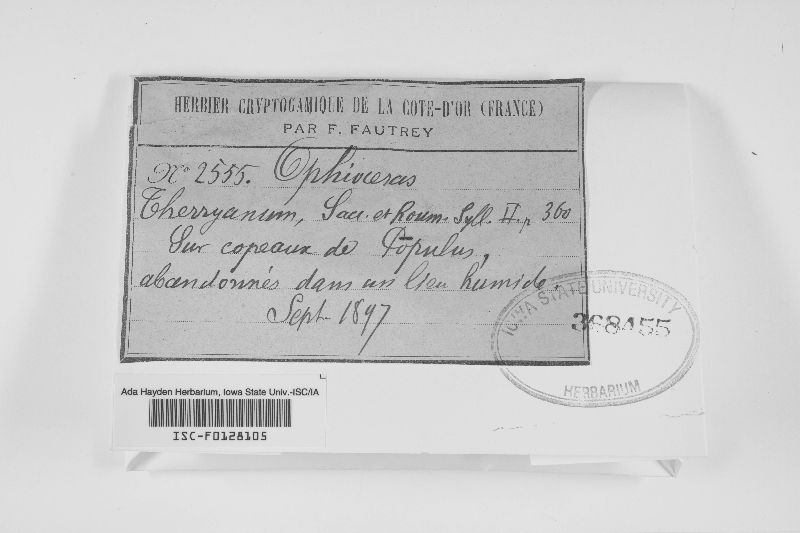 HERBIER CRYPTOGAMIQUE DE LA COTE-D'OR (FRANCE)
PAR F. FAUTREY
No 2555. Ophioceras
Therryanum, Sacc. et Roum. Syll. II. p 360
Sur copeaux de Populus,
abandonnés dans un lieu humide.
Sept 1897
IOWA STATE UNIVERSITY
368455
HERBARIUM
Ada Hayden Herbarium, Iowa State Univ.-ISC/IA
ISC-F0128105